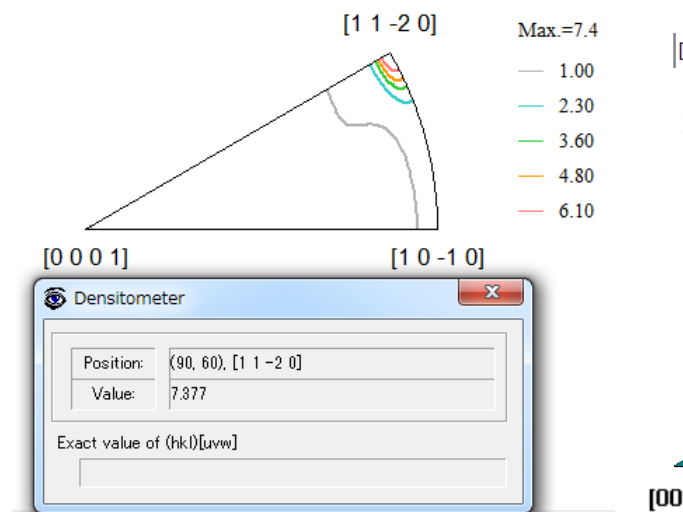 [1 1 -2 0]
Max.=7.4
1.00
2.30
3.60
4.80
6.10
[0 0 0 1]
[1 0 -1 0]
Densitometer
Position: (90, 60), [1 1 -2 0]
Value: 7.377
Exact value of (hkl)[uvw]
[00